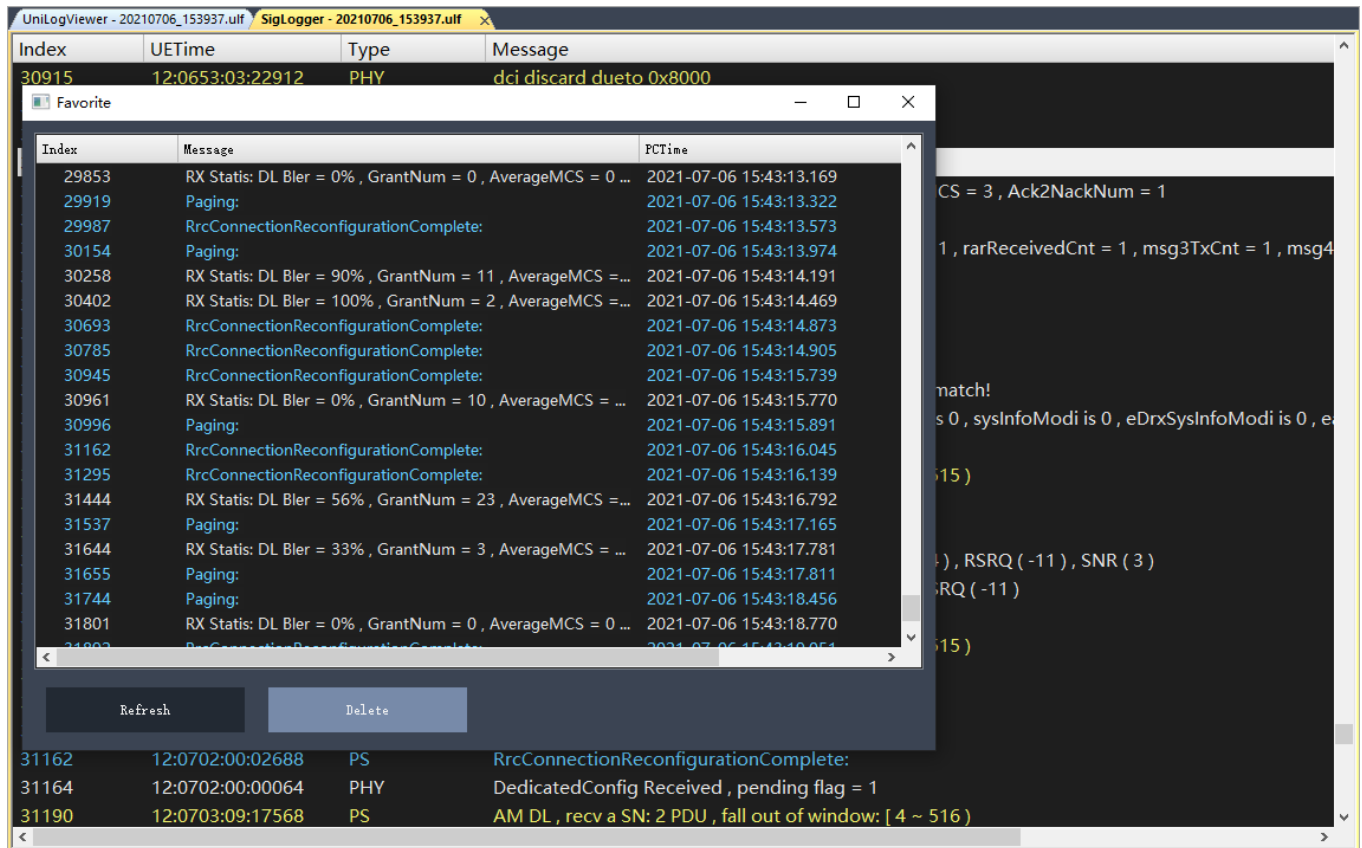 UniLogViewer - 20210706_153937.ulf SigLogger - 20210706_153937.ulf
Index UETime Type Message
30915 12:0653:03:22912 PHY dci discard dueto 0x8000
Favorite
Index Message PCTime
29853 RX Statis: DL Bler = 0% , GrantNum = 0 , AverageMCS = 0 ... 2021-07-06 15:43:13.169
29919 Paging: 2021-07-06 15:43:13.322
29987 RrcConnectionReconfigurationComplete: 2021-07-06 15:43:13.573
30154 Paging: 2021-07-06 15:43:13.974
30258 RX Statis: DL Bler = 90% , GrantNum = 11 , AverageMCS =... 2021-07-06 15:43:14.191
30402 RX Statis: DL Bler = 100% , GrantNum = 2 , AverageMCS =... 2021-07-06 15:43:14.469
30693 RrcConnectionReconfigurationComplete: 2021-07-06 15:43:14.873
30785 RrcConnectionReconfigurationComplete: 2021-07-06 15:43:14.905
30945 RrcConnectionReconfigurationComplete: 2021-07-06 15:43:15.739
30961 RX Statis: DL Bler = 0% , GrantNum = 10 , AverageMCS = ... 2021-07-06 15:43:15.770
30996 Paging: 2021-07-06 15:43:15.891
31162 RrcConnectionReconfigurationComplete: 2021-07-06 15:43:16.045
31295 RrcConnectionReconfigurationComplete: 2021-07-06 15:43:16.139
31444 RX Statis: DL Bler = 56% , GrantNum = 23 , AverageMCS =... 2021-07-06 15:43:16.792
31537 Paging: 2021-07-06 15:43:17.165
31644 RX Statis: DL Bler = 33% , GrantNum = 3 , AverageMCS = ... 2021-07-06 15:43:17.781
31655 Paging: 2021-07-06 15:43:17.811
31744 Paging: 2021-07-06 15:43:18.456
31801 RX Statis: DL Bler = 0% , GrantNum = 0 , AverageMCS = 0 ... 2021-07-06 15:43:18.770
Refresh Delete
CS = 3 , Ack2NackNum = 1
1 , rarReceivedCnt = 1 , msg3TxCnt = 1 , msg4
match!
s 0 , sysInfoModi is 0 , eDrxSysInfoModi is 0 , ea
515 )
) , RSRQ ( -11 ) , SNR ( 3 )
RQ ( -11 )
515 )
31162 12:0702:00:02688 PS RrcConnectionReconfigurationComplete:
31164 12:0702:00:00064 PHY DedicatedConfig Received , pending flag = 1
31190 12:0703:09:17568 PS AM DL , recv a SN: 2 PDU , fall out of window: [ 4 ~ 516 )